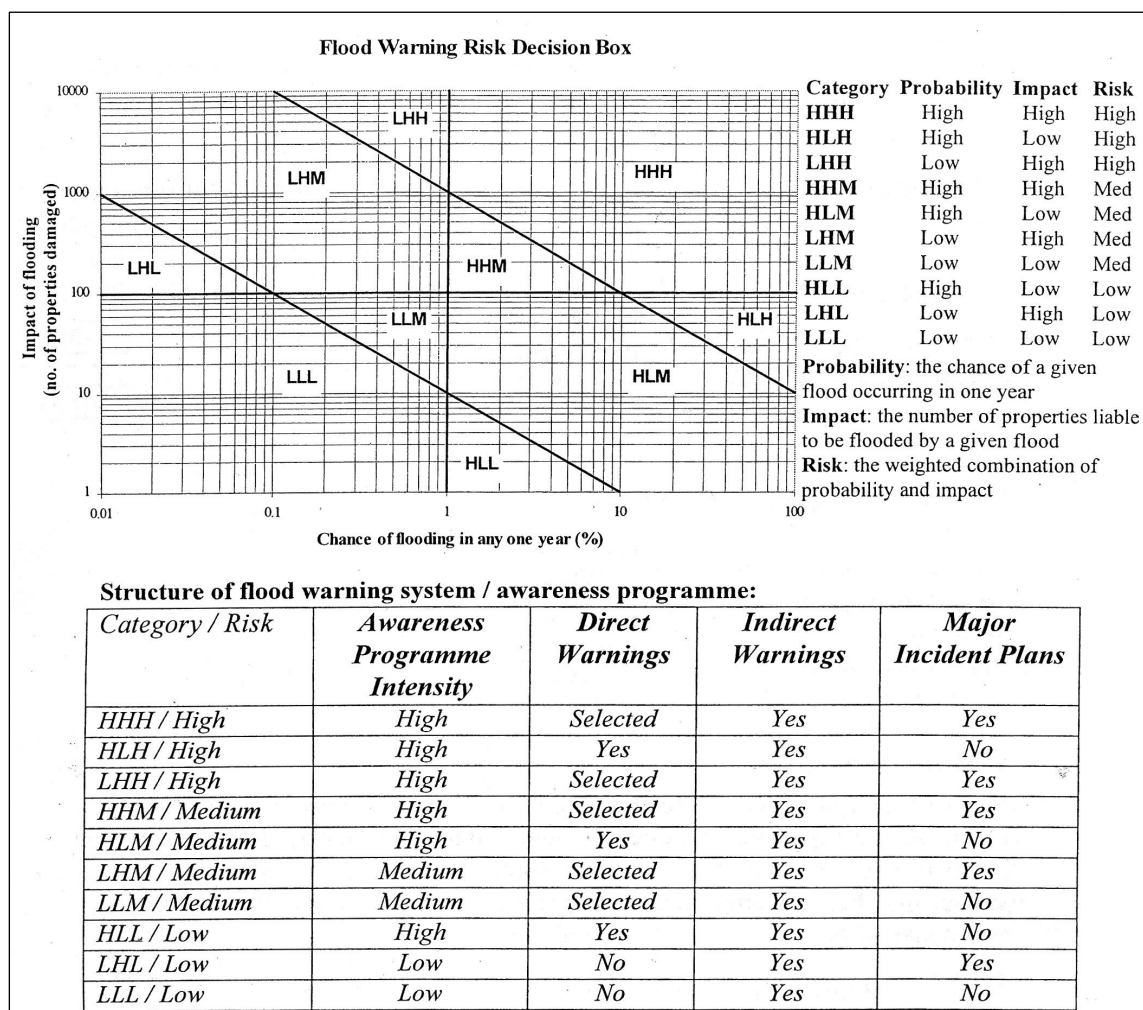 Flood Warning Risk Decision Box
10000
1000
100
10
1
Impact of flooding
(no. of properties damaged)
LHH
LHM
HHH
LHL
HHM
LLM
HLH
LLL
HLM
HLL
0.01 0.1 1 10 100
Chance of flooding in any one year (%)
Category Probability Impact Risk
HHH High High High
HLH High Low High
LHH Low High High
HHM High High Med
HLM High Low Med
LHM Low High Med
LLM Low Low Med
HLL High Low Low
LHL Low High Low
LLL Low Low Low
Probability: the chance of a given
flood occurring in one year
Impact: the number of properties liable
to be flooded by a given flood
Risk: the weighted combination of
probability and impact
Structure of flood warning system / awareness programme:
Category / Risk Awareness Programme Intensity Direct Warnings Indirect Warnings Major Incident Plans
HHH / High High Selected Yes Yes
HLH / High High Yes Yes No
LHH / High High Selected Yes Yes
HHM / Medium High Selected Yes Yes
HLM / Medium High Yes Yes No
LHM / Medium Medium Selected Yes Yes
LLM / Medium Medium Selected Yes No
HLL / Low High Yes Yes No
LHL / Low Low No Yes Yes
LLL / Low Low No Yes No